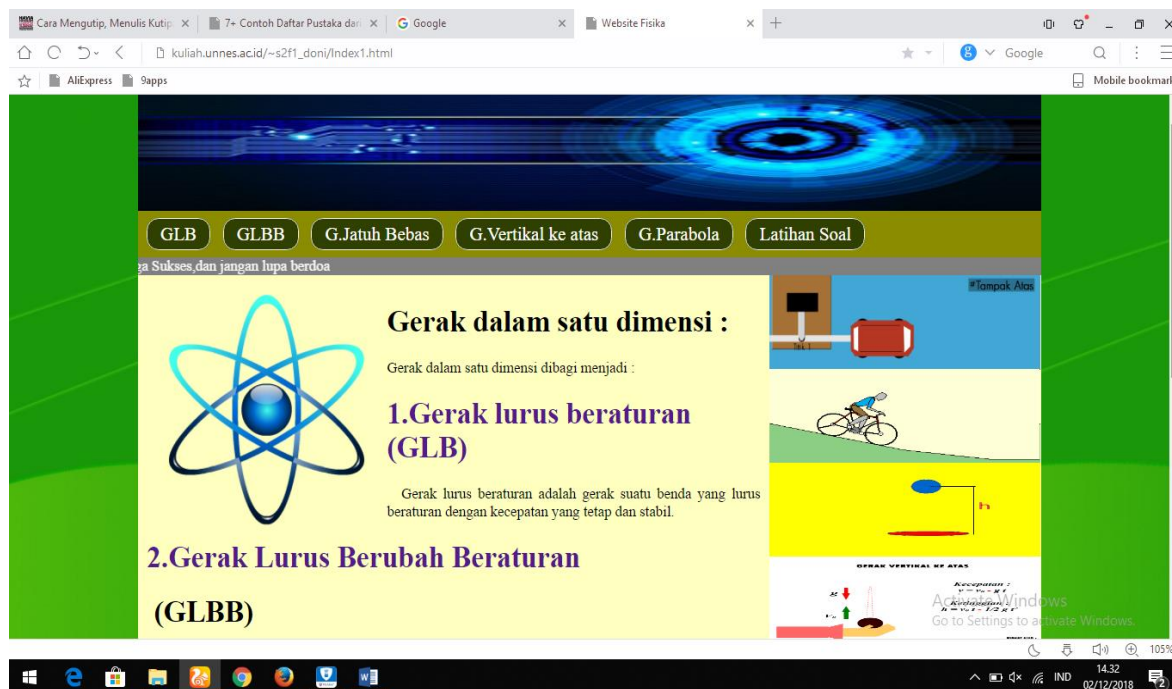 Cara Mengutip, Menulis Kutip
7+ Contoh Daftar Pustaka dari
Google
Website Fisika
kuliah.unnes.ac.id/~s2f1_doni/Index1.html
Google
AliExpress
9apps
Mobile bookmark
GLB
GLBB
G.Jatuh Bebas
G.Vertikal ke atas
G.Parabola
Latihan Soal
ga Sukses,dan jangan lupa berdoa
Gerak dalam satu dimensi :
Gerak dalam satu dimensi dibagi menjadi :
1.Gerak lurus beraturan
(GLB)
Gerak lurus beraturan adalah gerak suatu benda yang lurus
beraturan dengan kecepatan yang tetap dan stabil.
2.Gerak Lurus Berubah Beraturan
(GLBB)
#Tampak Atas
h
GERAK VERTIKAL KE ATAS
Kecepatan :
Ketinggian :
Activate Windows
Go to Settings to activate Windows.
105%
IND
14.32
02/12/2018